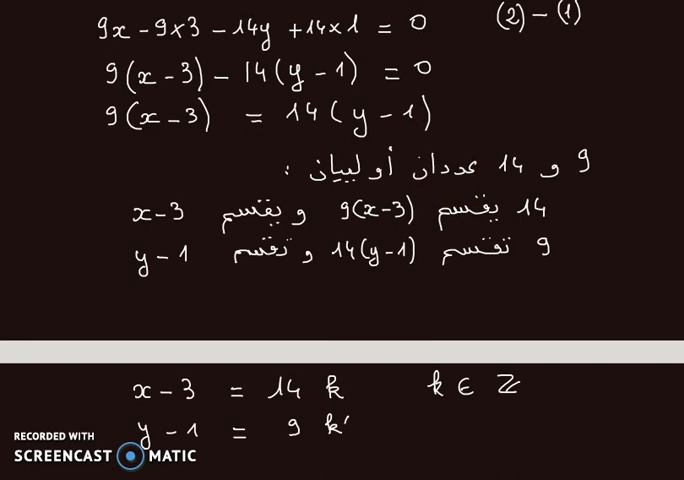 9x - 9×3 - 14y + 14×1 = 0 (2) - (1)
9(x - 3) - 14(y - 1) = 0
9(x - 3) = 14(y - 1)
9 و 14 عددان أوليان :
14 يقسم 9(x-3) و يقسم x-3
9 تقسم 14(y-1) و تقسم y-1
x - 3 = 14 k k ∈ ℤ
y - 1 = 9 k'
RECORDED WITH
SCREENCAST MATIC